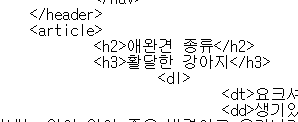 </header>
<article>
<h2>애완견 종류</h2>
<h3>활달한 강아지</h3>
<dl>
<dt>요크셔
<dd>생기있